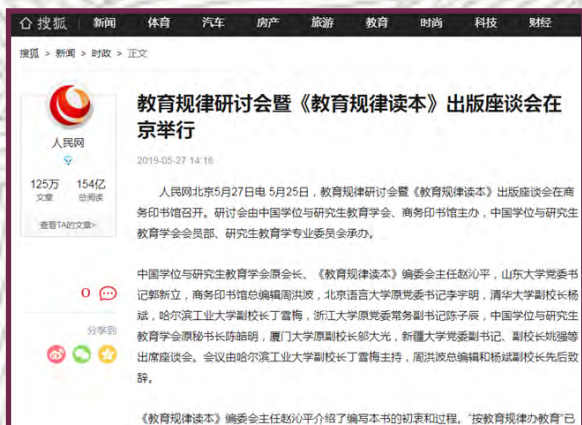 搜狐 新闻 体育 汽车 房产 旅游 教育 时尚 科技 财经
搜狐 > 新闻 > 时政 > 正文
人民网
125万 154亿
文章 总阅读
查看TA的文章>
0
分享到
教育规律研讨会暨《教育规律读本》出版座谈会在
京举行
2019-05-27 14:16
人民网北京5月27日电 5月25日，教育规律研讨会暨《教育规律读本》出版座谈会在商
务印书馆召开。研讨会由中国学位与研究生教育学会、商务印书馆主办，中国学位与研究生
教育学会会员部、研究生教育学专业委员会承办。
中国学位与研究生教育学会原会长、《教育规律读本》编委会主任赵沁平，山东大学党委书
记郭新立，商务印书馆总编辑周洪波，北京语言大学原党委书记李宇明，清华大学副校长杨
斌，哈尔滨工业大学副校长丁雪梅，浙江大学原党委常务副书记陈子辰，中国学位与研究生
教育学会原秘书长陈皓明，厦门大学原副校长邬大光，新疆大学党委副书记、副校长姚强等
出席座谈会。会议由哈尔滨工业大学副校长丁雪梅主持，周洪波总编辑和杨斌副校长先后致
辞。
《教育规律读本》编委会主任赵沁平介绍了编写本书的初衷和过程。“按教育规律办教育”已